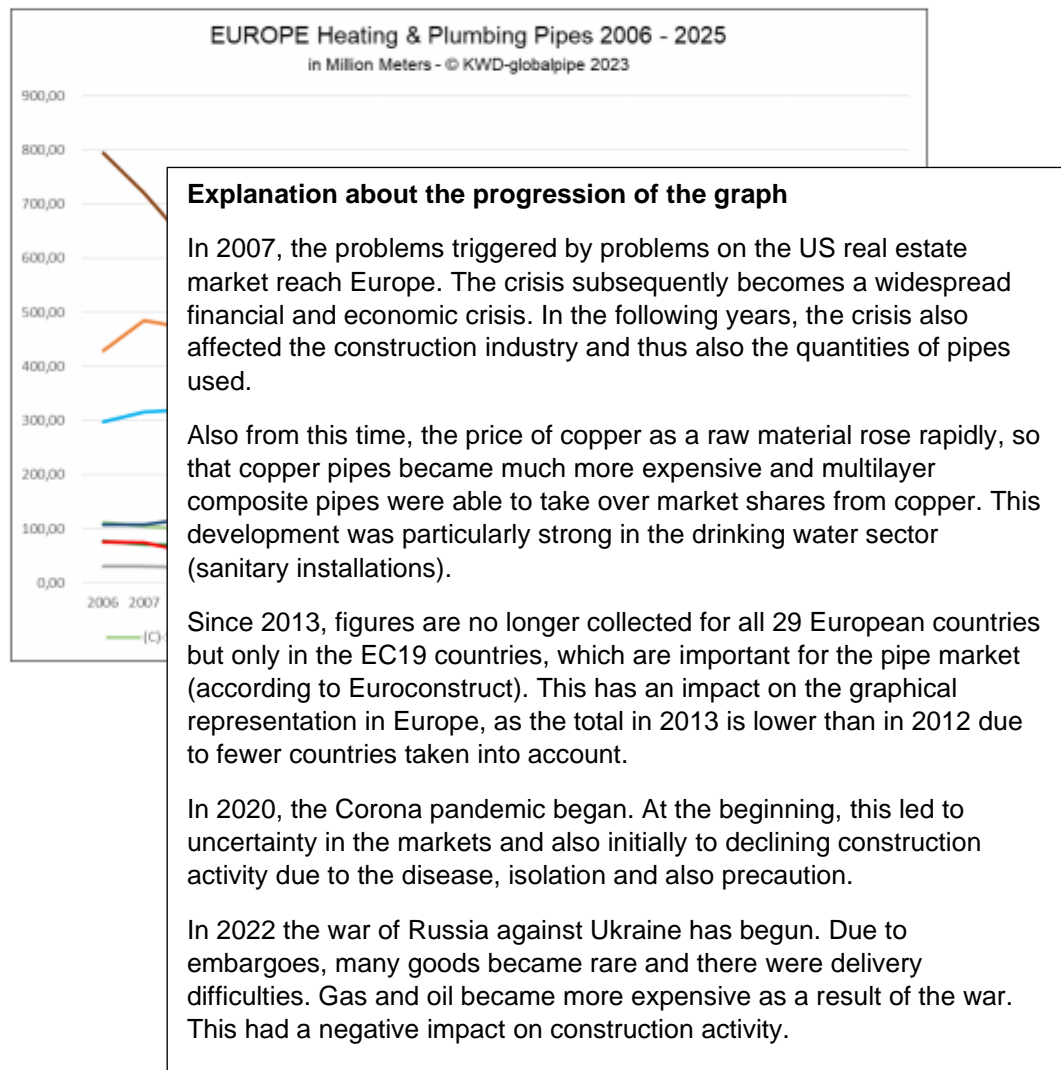 EUROPE Heating & Plumbing Pipes 2006 - 2025
in Million Meters - © KWD-globalpipe 2023
900,00
800,00
700,00
600,00
500,00
400,00
300,00
200,00
100,00
0,00
2006 2007
Explanation about the progression of the graph
In 2007, the problems triggered by problems on the US real estate
market reach Europe. The crisis subsequently becomes a widespread
financial and economic crisis. In the following years, the crisis also
affected the construction industry and thus also the quantities of pipes
used.
Also from this time, the price of copper as a raw material rose rapidly, so
that copper pipes became much more expensive and multilayer
composite pipes were able to take over market shares from copper. This
development was particularly strong in the drinking water sector
(sanitary installations).
Since 2013, figures are no longer collected for all 29 European countries
but only in the EC19 countries, which are important for the pipe market
(according to Euroconstruct). This has an impact on the graphical
representation in Europe, as the total in 2013 is lower than in 2012 due
to fewer countries taken into account.
In 2020, the Corona pandemic began. At the beginning, this led to
uncertainty in the markets and also initially to declining construction
activity due to the disease, isolation and also precaution.
In 2022 the war of Russia against Ukraine has begun. Due to
embargoes, many goods became rare and there were delivery
difficulties. Gas and oil became more expensive as a result of the war.
This had a negative impact on construction activity.